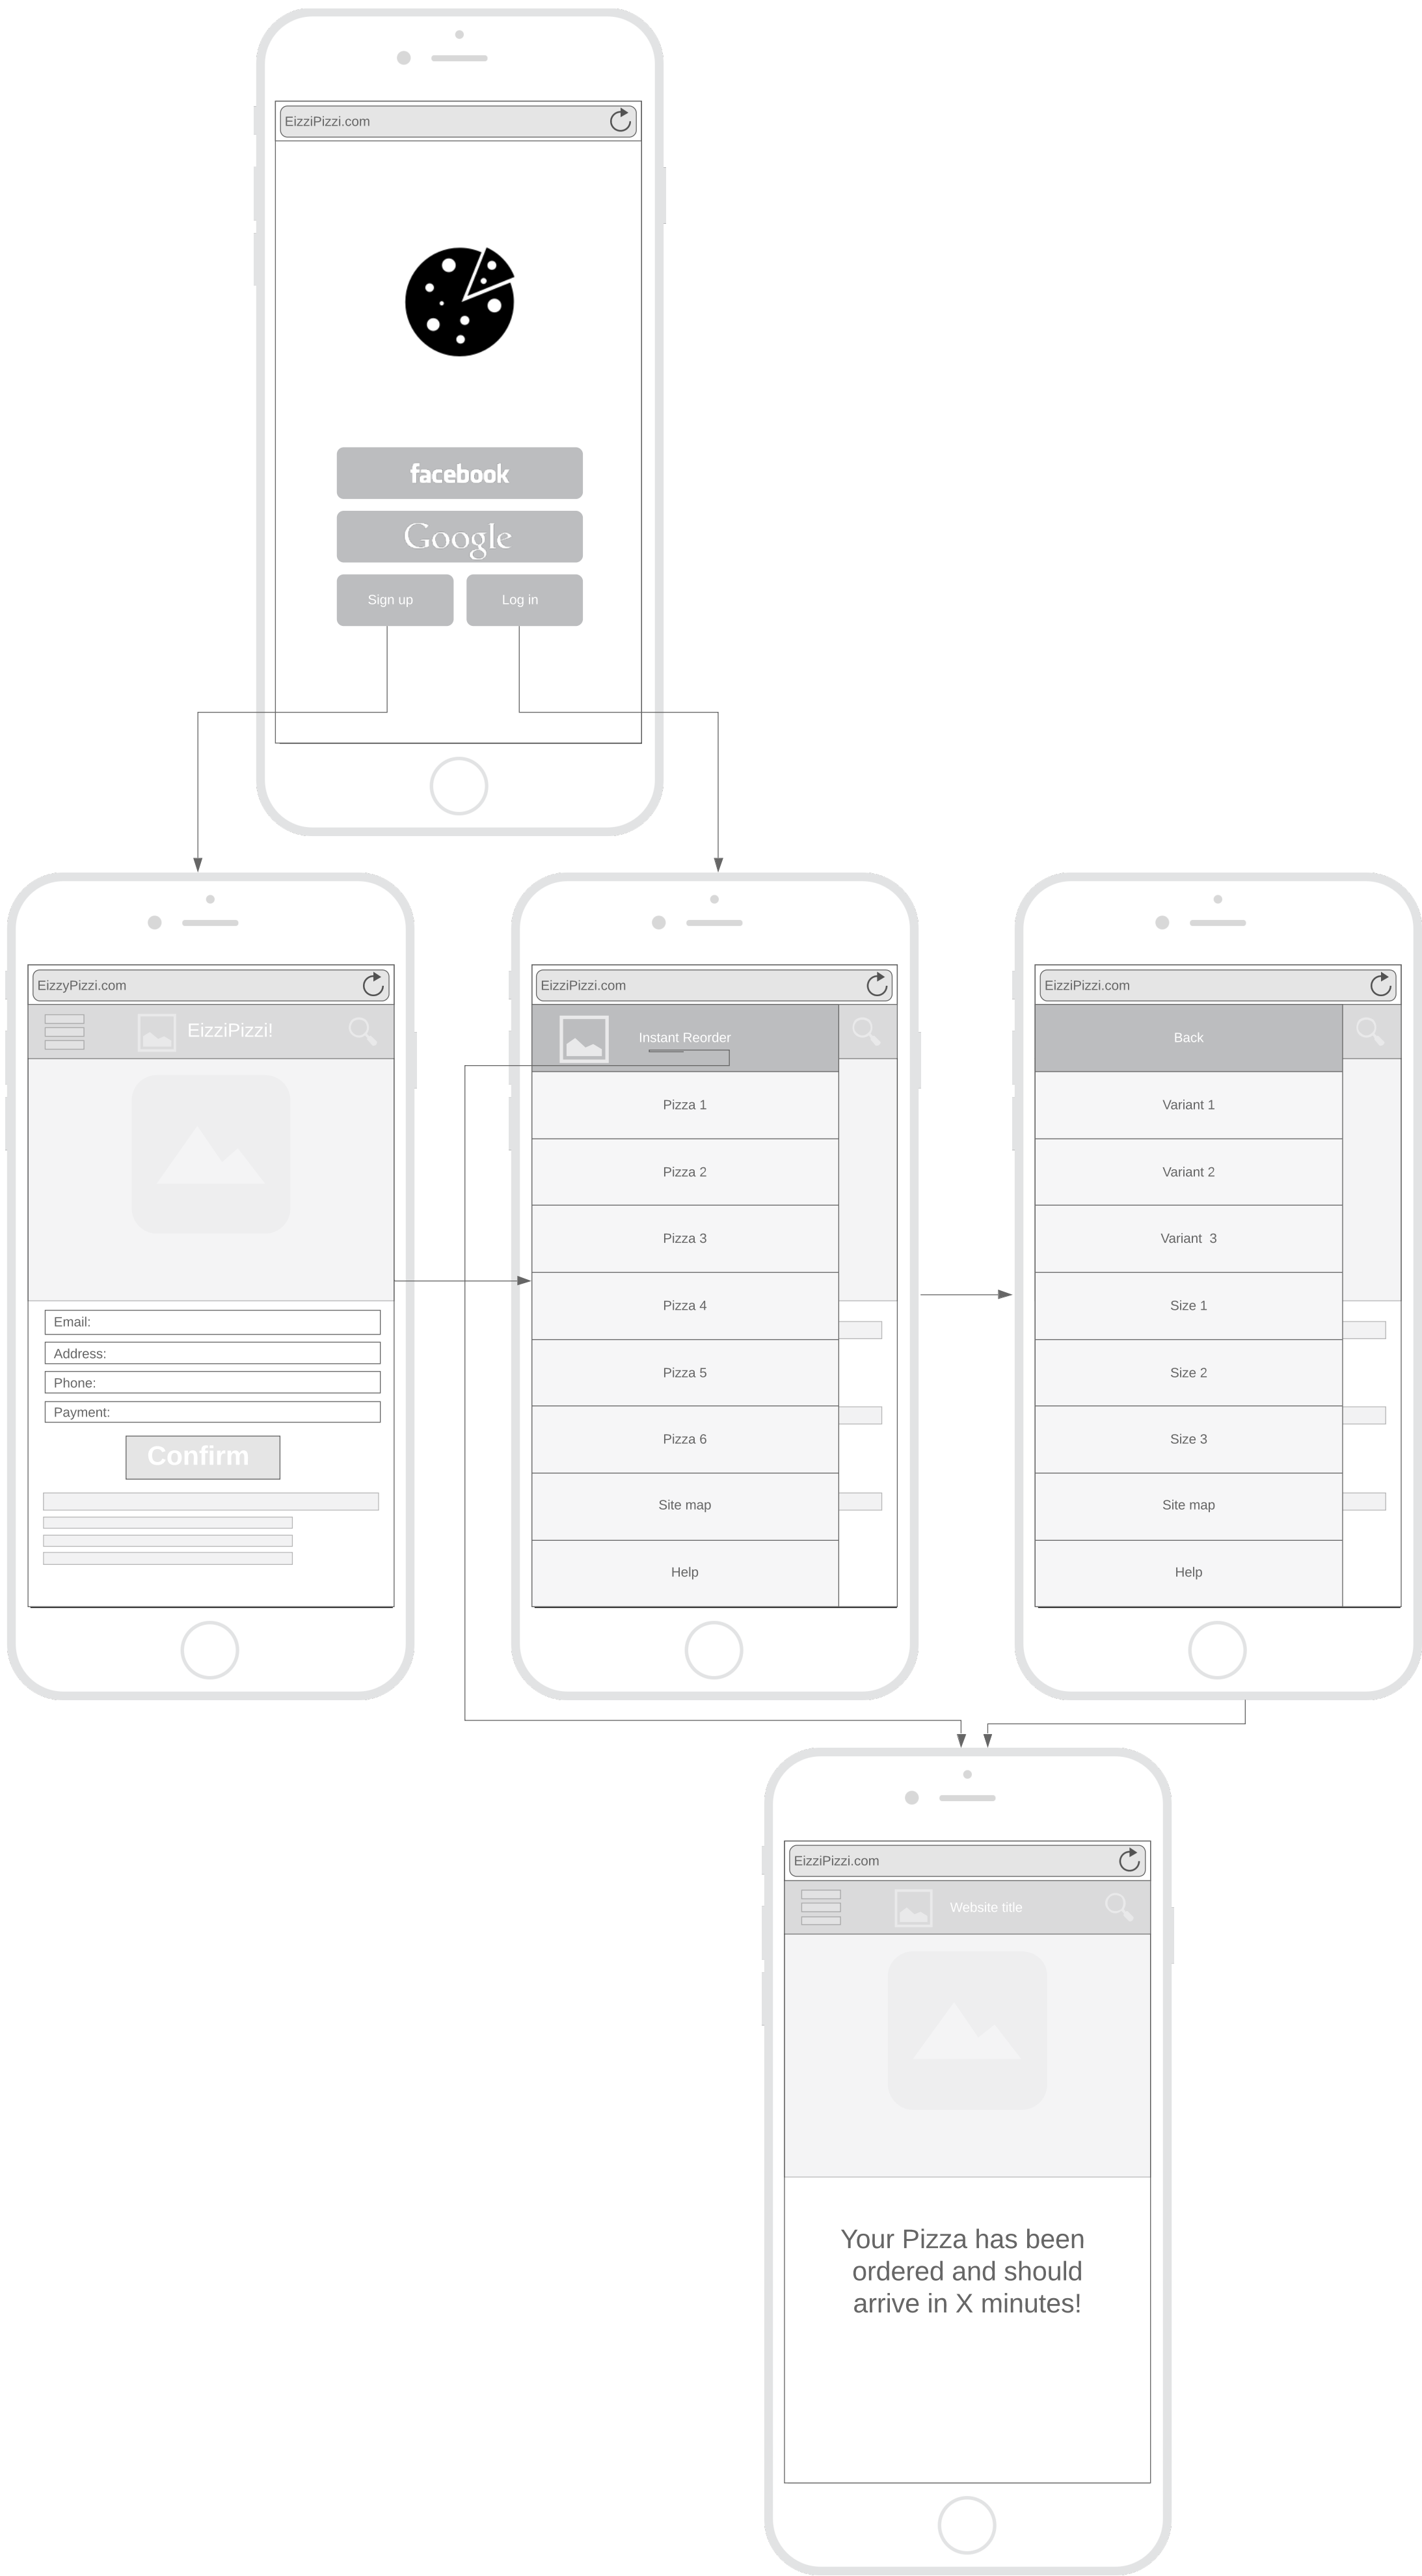 EizziPizzi.com
facebook
Google
Sign up
Log in
EizzyPizzi.com
EizziPizzi!
Email:
Address:
Phone:
Payment:
Confirm
EizziPizzi.com
Instant Reorder
Pizza 1
Pizza 2
Pizza 3
Pizza 4
Pizza 5
Pizza 6
Site map
Help
EizziPizzi.com
Back
Variant 1
Variant 2
Variant  3
Size 1
Size 2
Size 3
Site map
Help
EizziPizzi.com
Website title
Your Pizza has been
ordered and should
arrive in X minutes!